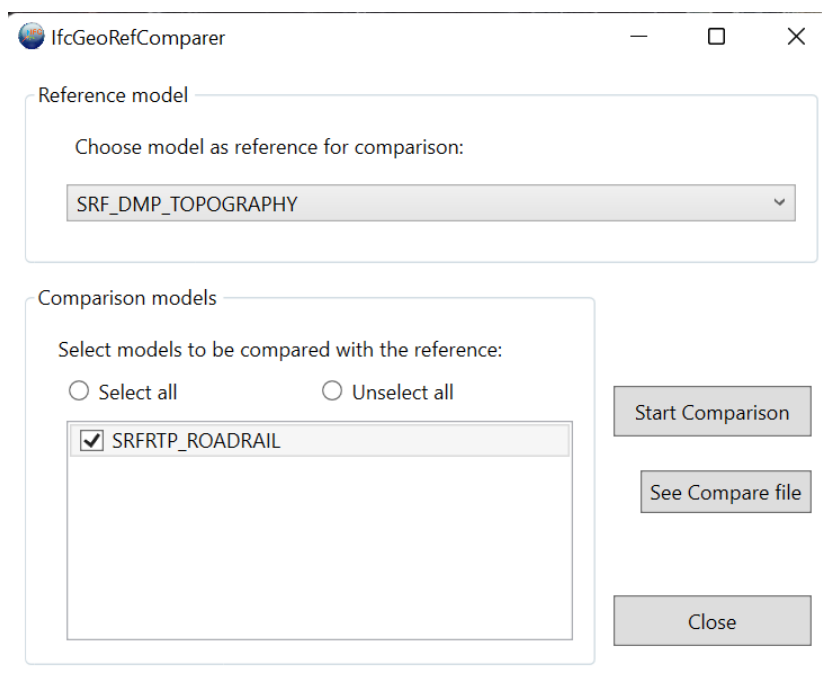 IfcGeoRefComparer
Reference model
Choose model as reference for comparison:
SRF_DMP_TOPOGRAPHY
Comparison models
Select models to be compared with the reference:
Select all
Unselect all
SRFRTP_ROADRAIL
Start Comparison
See Compare file
Close